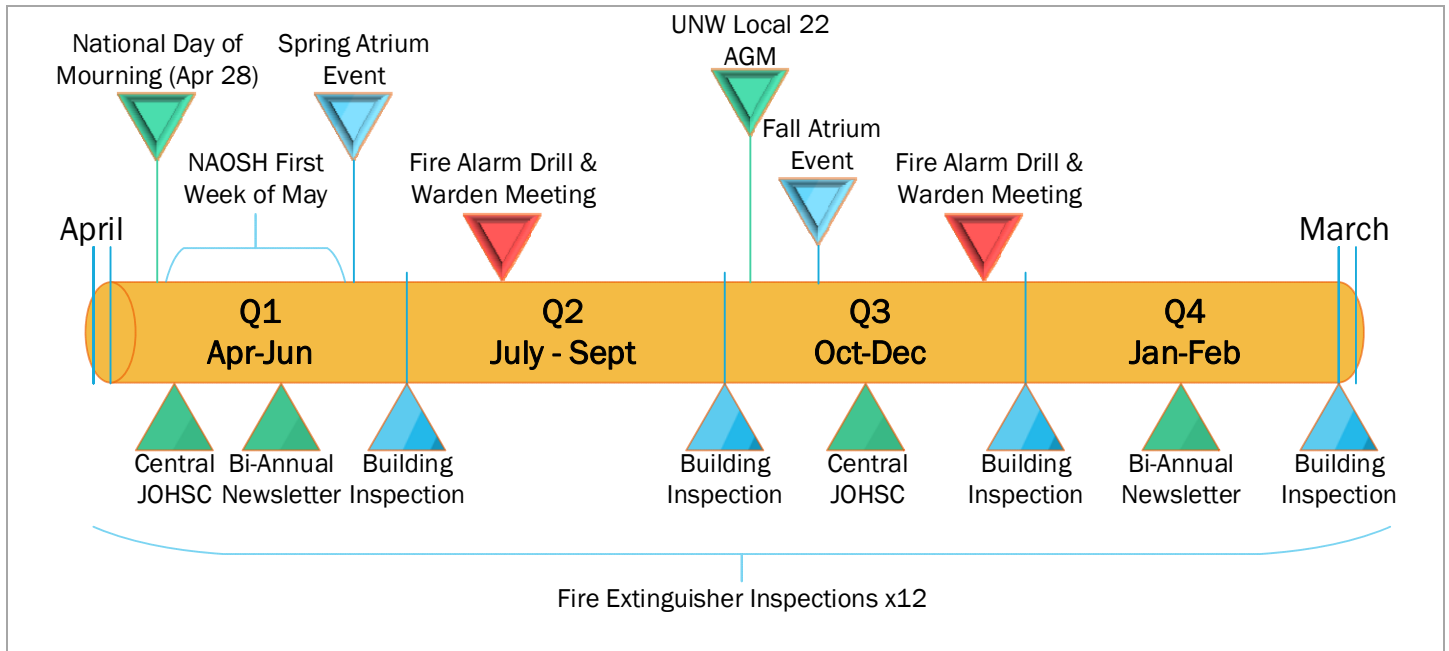 UNW Local 22
AGM
National Day of
Mourning (Apr 28)
Spring Atrium
Event
Fall Atrium
Event
NAOSH First
Week of May
Fire Alarm Drill &
Warden Meeting
Fire Alarm Drill &
Warden Meeting
April
March
Q1
Apr-Jun
Q2
July - Sept
Q3
Oct-Dec
Q4
Jan-Feb
Central
JOHSC
Bi-Annual
Newsletter
Building
Inspection
Building
Inspection
Central
JOHSC
Building
Inspection
Bi-Annual
Newsletter
Building
Inspection
Fire Extinguisher Inspections x12